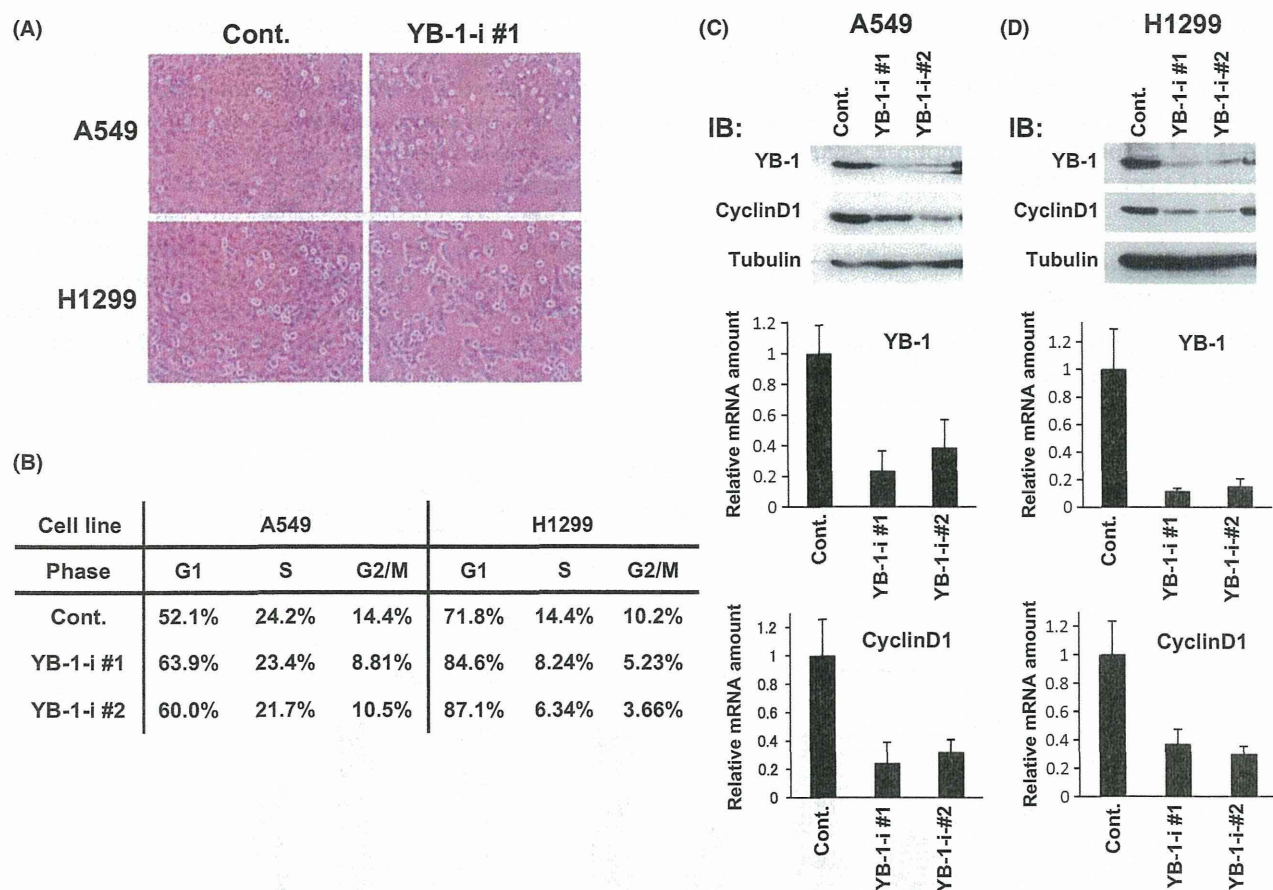 (A)
Cont. YB-1-i #1
A549
H1299
(B)
Cell line A549 H1299
Phase G1 S G2/M G1 S G2/M
Cont. 52.1% 24.2% 14.4% 71.8% 14.4% 10.2%
YB-1-i #1 63.9% 23.4% 8.81% 84.6% 8.24% 5.23%
YB-1-i #2 60.0% 21.7% 10.5% 87.1% 6.34% 3.66%
(C) A549
Cont.
YB-1-i #1
YB-1-i-#2
IB:
YB-1
CyclinD1
Tubulin
Relative mRNA amount
1.2
1
0.8
0.6
0.4
0.2
0
YB-1
Cont.
YB-1-i #1
YB-1-i-#2
Relative mRNA amount
1.2
1
0.8
0.6
0.4
0.2
0
CyclinD1
Cont.
YB-1-i #1
YB-1-i-#2
(D) H1299
Cont.
YB-1-i #1
YB-1-i-#2
IB:
YB-1
CyclinD1
Tubulin
Relative mRNA amount
1.2
1
0.8
0.6
0.4
0.2
0
YB-1
Cont.
YB-1-i #1
YB-1-i-#2
Relative mRNA amount
1.2
1
0.8
0.6
0.4
0.2
0
CyclinD1
Cont.
YB-1-i #1
YB-1-i-#2